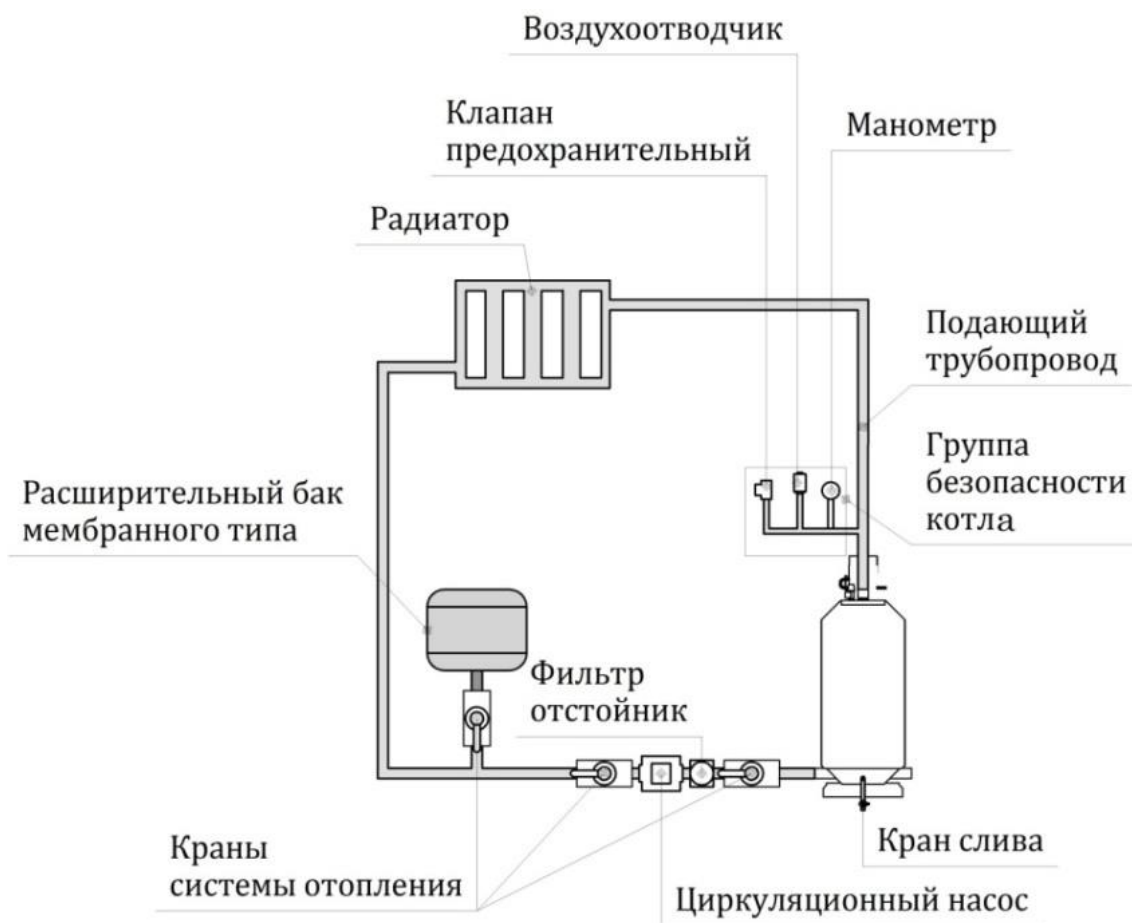 Воздухоотводчик
Клапан
предохранительный
Манометр
Радиатор
Подающий
трубопровод
Группа
безопасности
котла
Расширительный бак
мембранного типа
Фильтр
отстойник
Краны
системы отопления
Кран слива
Циркуляционный насос